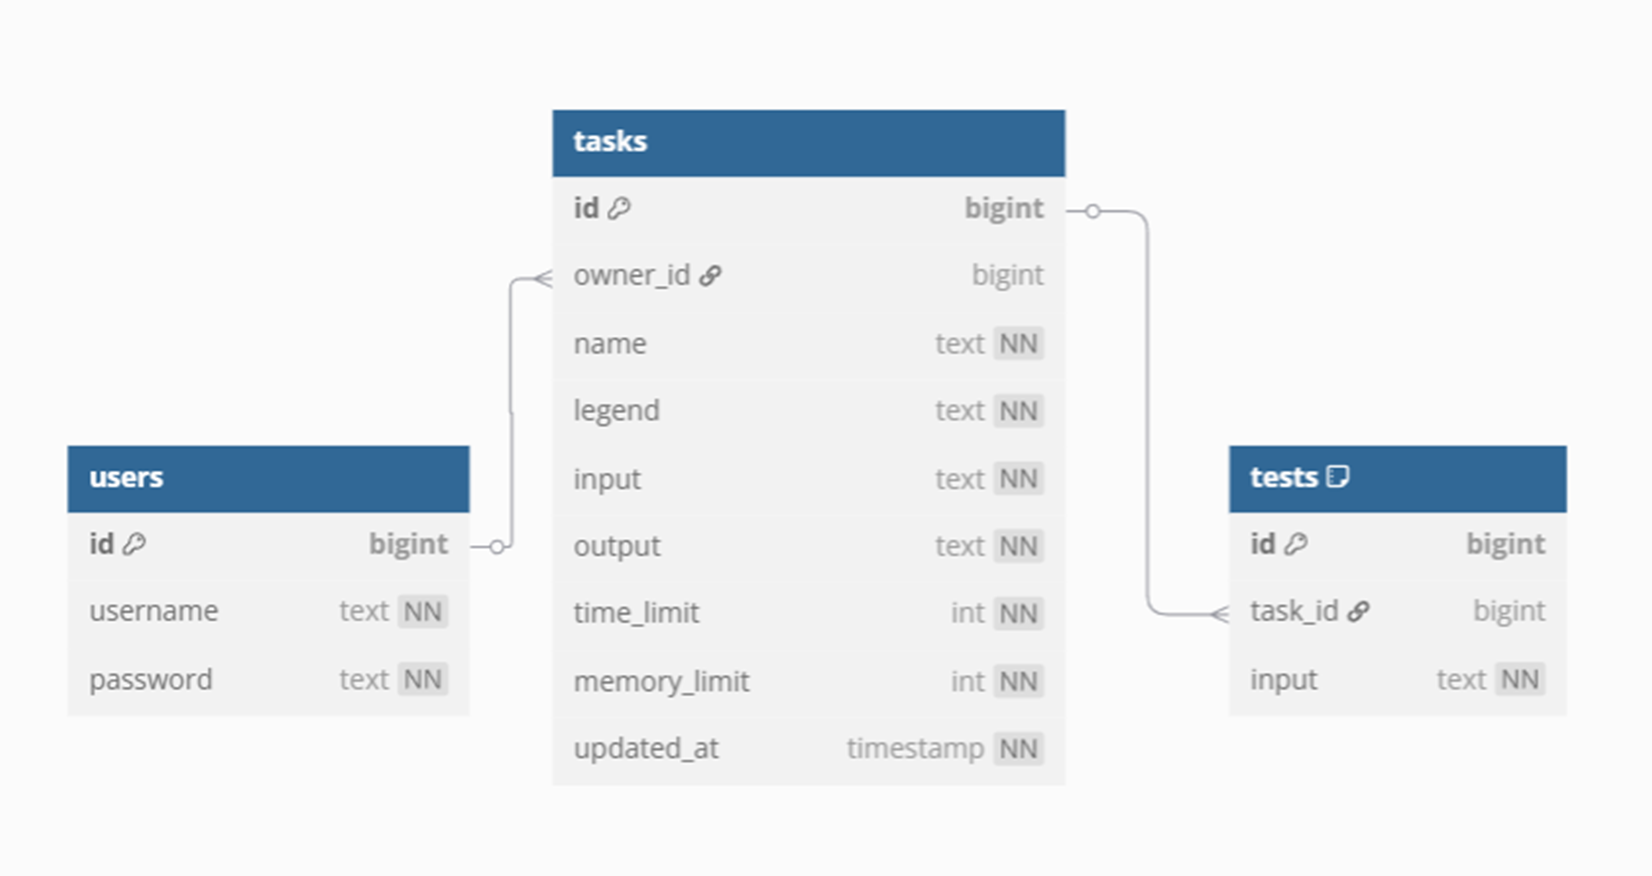 tasks
id bigint
owner_id bigint
name text NN
legend text NN
input text NN
output text NN
time_limit int NN
memory_limit int NN
updated_at timestamp NN
users
id bigint
username text NN
password text NN
tests
id bigint
task_id bigint
input text NN